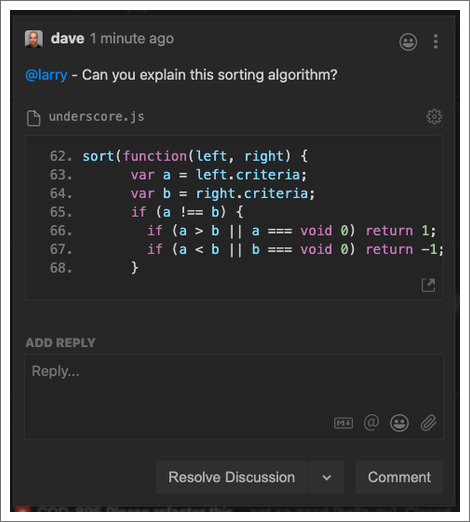 dave 1 minute ago
@larry - Can you explain this sorting algorithm?
underscore.js
62. sort(function(left, right) {
63. var a = left.criteria;
64. var b = right.criteria;
65. if (a !== b) {
66. if (a > b || a === void 0) return 1;
67. if (a < b || b === void 0) return -1;
68. }
ADD REPLY
Reply...
M↓ @
Resolve Discussion Comment